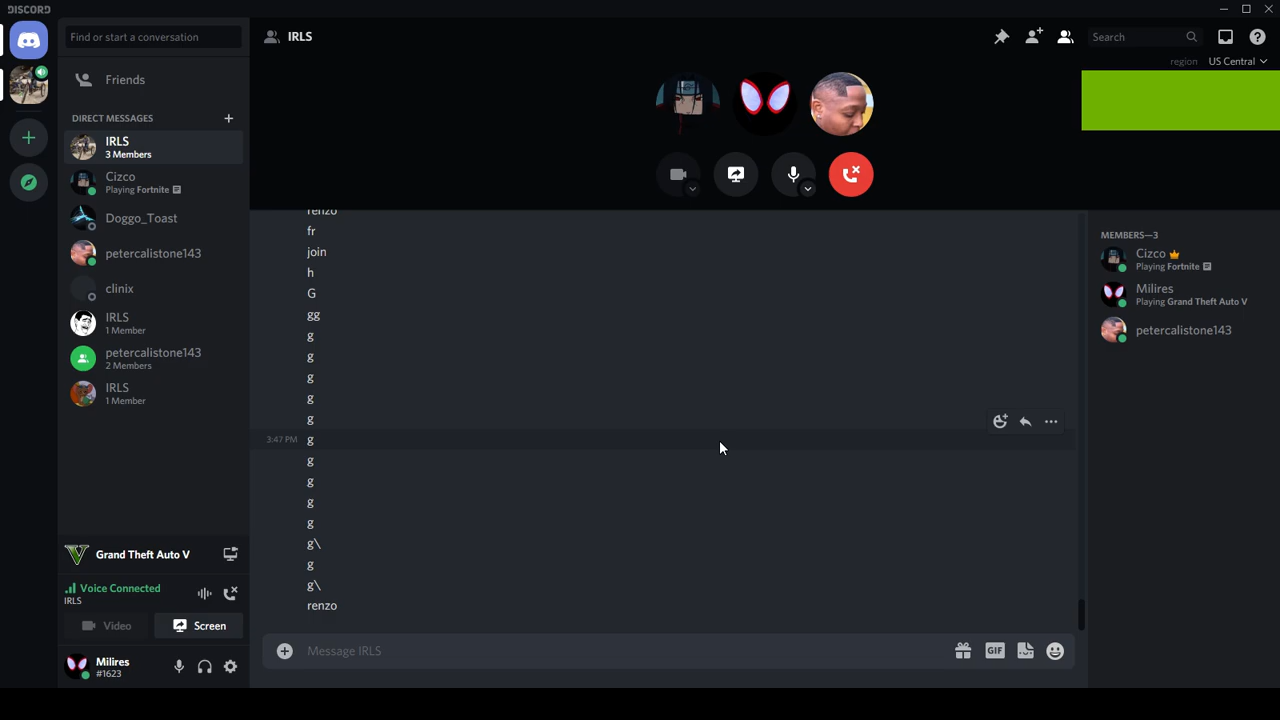 DISCORD
Find or start a conversation
IRLS
Search
region US Central
Friends
DIRECT MESSAGES
IRLS
3 Members
Cizco
Playing Fortnite
Doggo_Toast
petercalistone143
clinix
IRLS
1 Member
petercalistone143
2 Members
IRLS
1 Member
renzo
fr
join
h
G
gg
g
g
g
g
g
3:47 PM g
g
g
g
g
g\
g
g\
renzo
MEMBERS—3
Cizco
Playing Fortnite
Milires
Playing Grand Theft Auto V
petercalistone143
Grand Theft Auto V
Voice Connected
IRLS
Video
Screen
Milires
#1623
Message IRLS
GIF